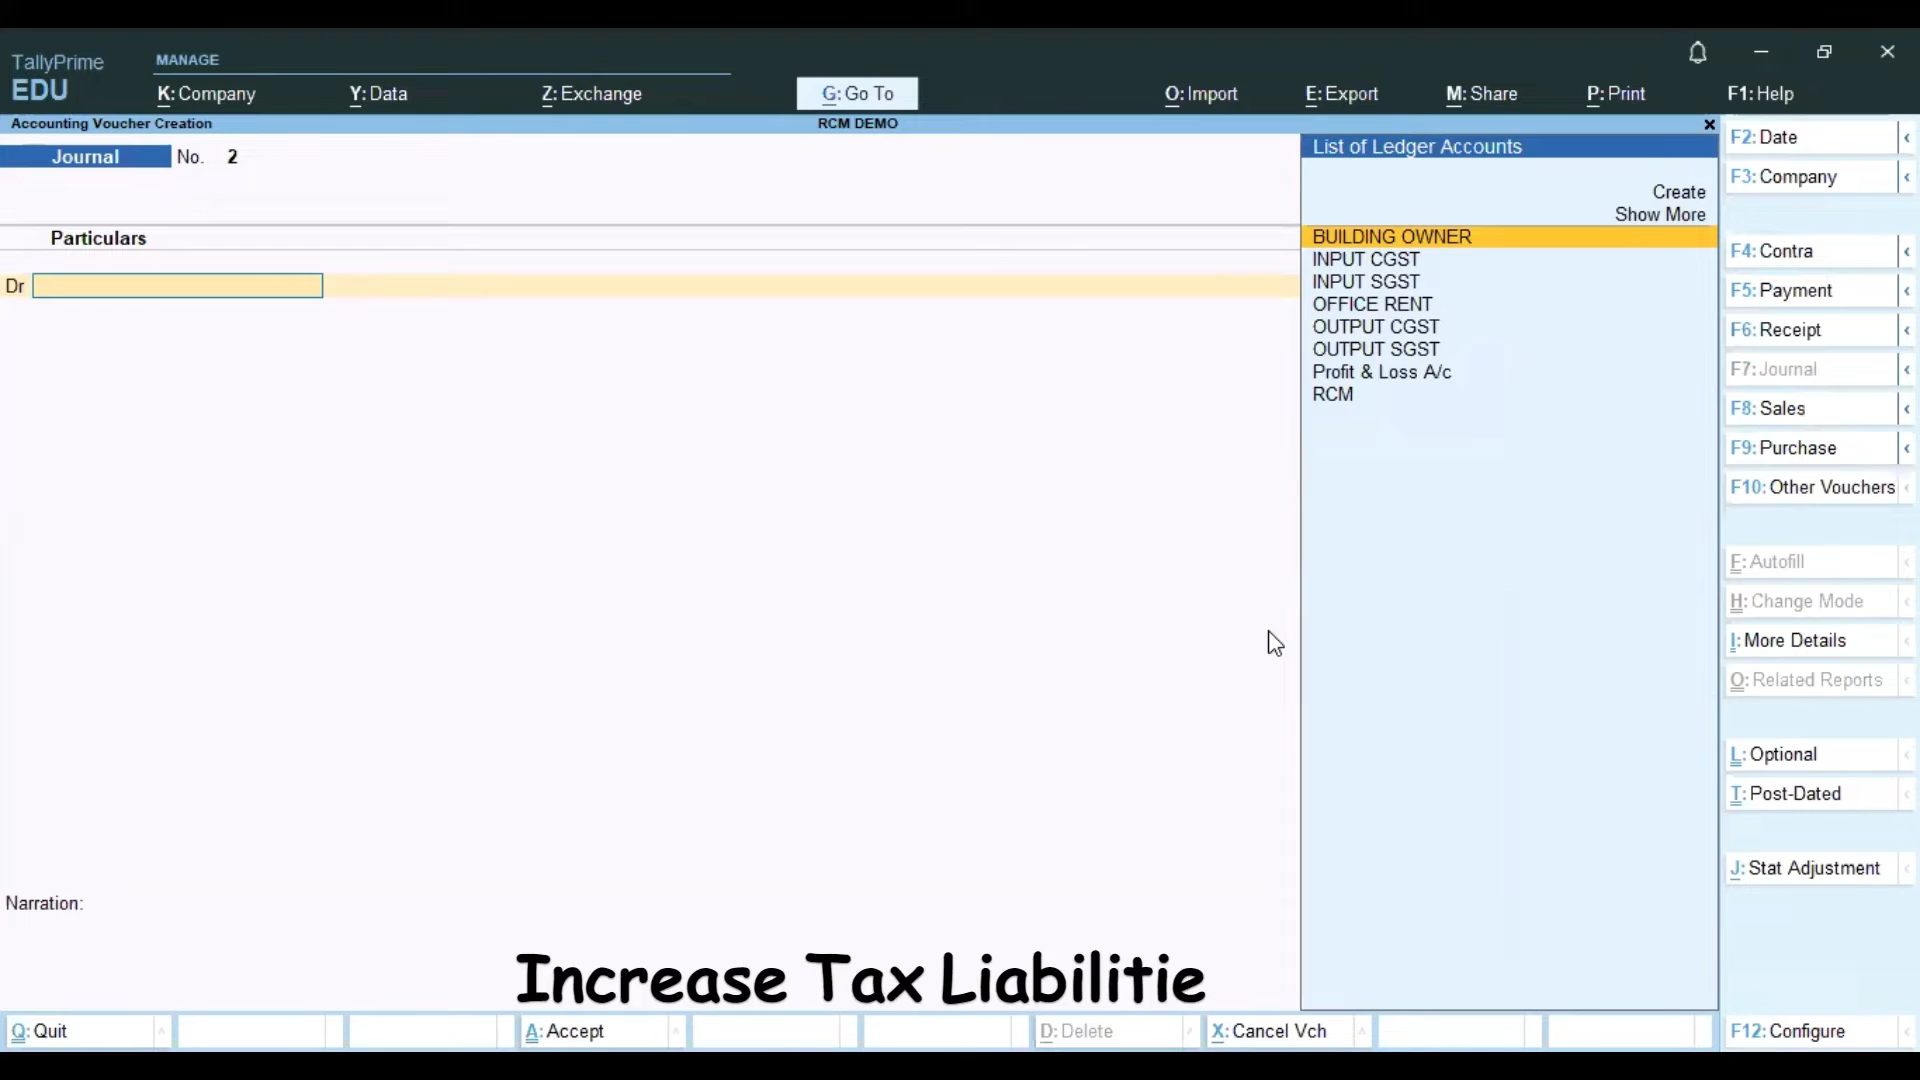 TallyPrime
EDU
MANAGE
K: Company
Y: Data
Z: Exchange
G: Go To
O: Import
E: Export
M: Share
P: Print
F1: Help
Accounting Voucher Creation
RCM DEMO
Journal No. 2
Particulars
Dr
List of Ledger Accounts
Create
Show More
BUILDING OWNER
INPUT CGST
INPUT SGST
OFFICE RENT
OUTPUT CGST
OUTPUT SGST
Profit & Loss A/c
RCM
F2: Date
F3: Company
F4: Contra
F5: Payment
F6: Receipt
F7: Journal
F8: Sales
F9: Purchase
F10: Other Vouchers
F: Autofill
H: Change Mode
I: More Details
O: Related Reports
L: Optional
T: Post-Dated
J: Stat Adjustment
Narration:
Increase Tax Liabilitie
Q: Quit
A: Accept
D: Delete
X: Cancel Vch
F12: Configure